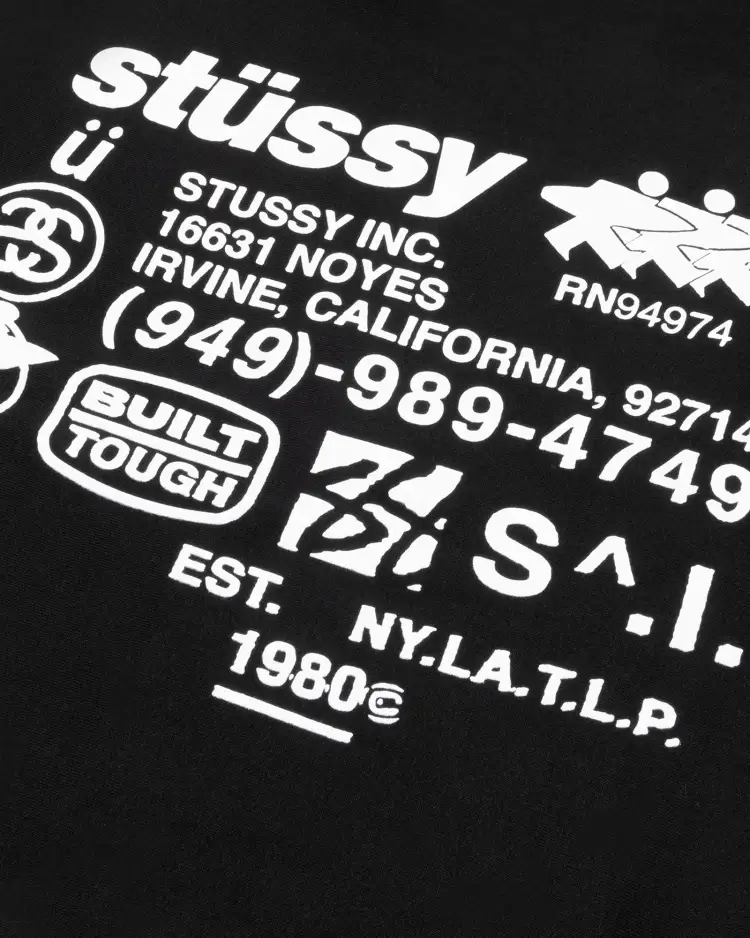 stüssy
ü
STUSSY INC.
16631 NOYES
IRVINE, CALIFORNIA, 92714
(949)-989-4749
RN94974
BUILT
TOUGH
S^.I.
EST.
1980©
NY.LA.T.L.P.